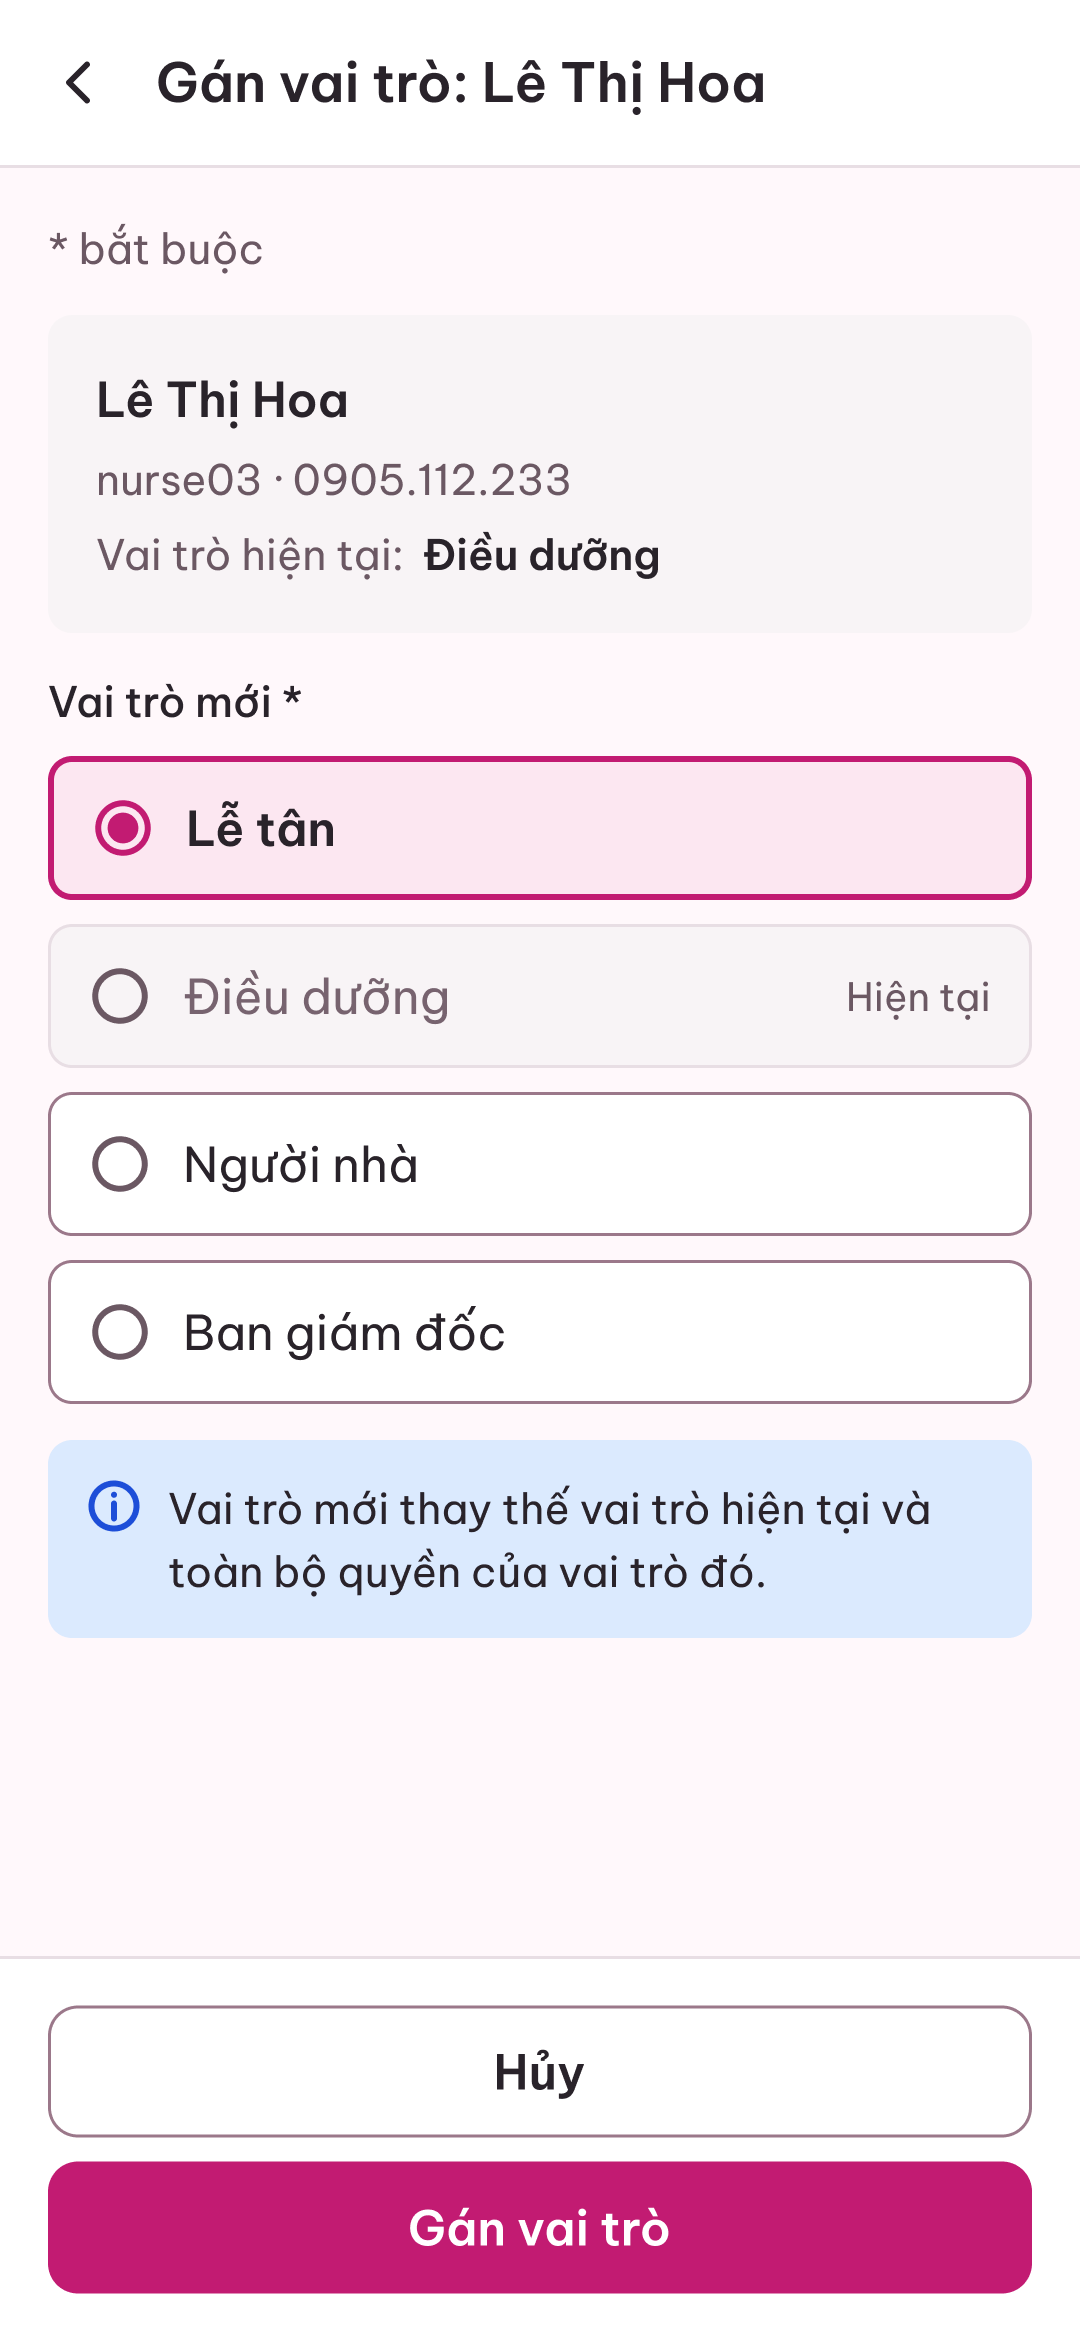 Gán vai trò: Lê Thị Hoa
* bắt buộc
Lê Thị Hoa
nurse03 · 0905.112.233
Vai trò hiện tại: Điều dưỡng
Vai trò mới *
Lễ tân
Điều dưỡng Hiện tại
Người nhà
Ban giám đốc
Vai trò mới thay thế vai trò hiện tại và
toàn bộ quyền của vai trò đó.
Hủy
Gán vai trò